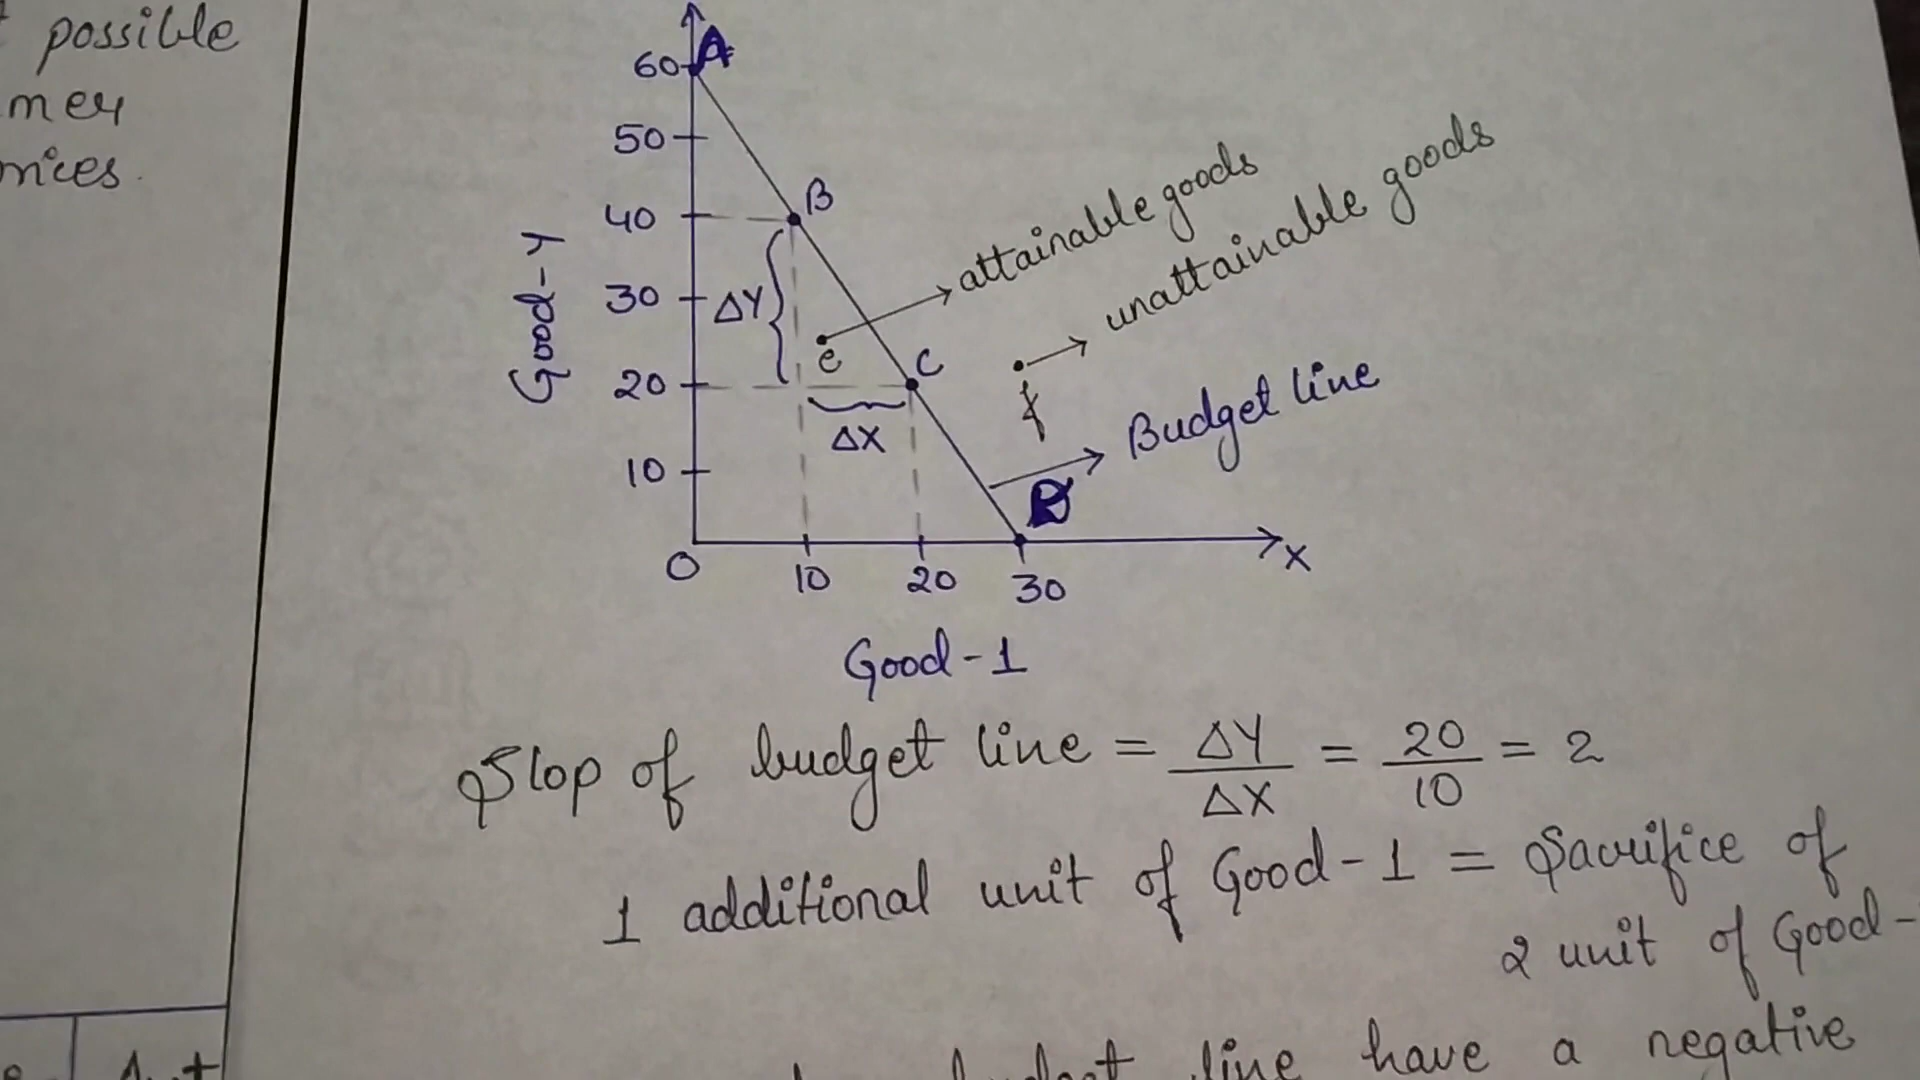 possible
mer
rices.
A
60
50
B
40
attainable goods
unattainable goods
Good-Y
30
ΔY
e
C
20
f
ΔX
Budget line
10
D
O
10
20
30
X
Good-1
Slop of budget line = ΔY/ΔX = 20/10 = 2
1 additional unit of Good-1 = Sacrifice of
2 unit of Good-
line have a negative